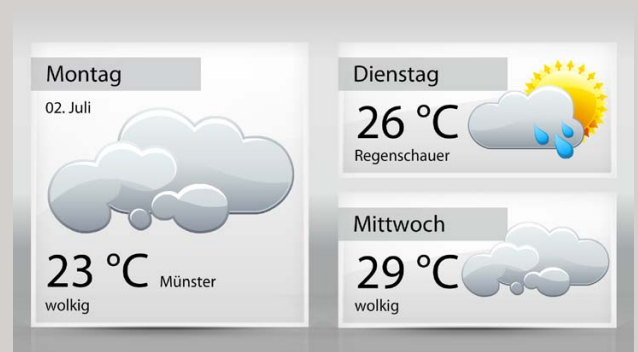 Montag
02. Juli
23 °C Münster
wolkig
Dienstag
26 °C
Regenschauer
Mittwoch
29 °C
wolkig